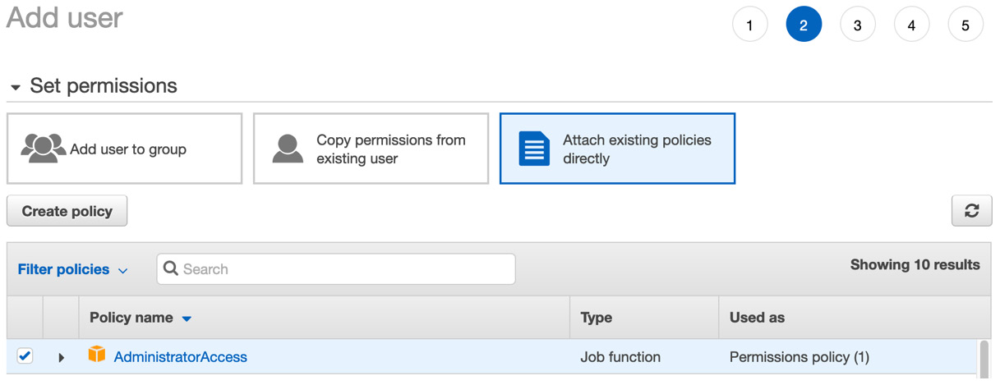 Add user
1 2 3 4 5
Set permissions
Add user to group
Copy permissions from
existing user
Attach existing policies
directly
Create policy
Filter policies Search Showing 10 results
Policy name Type Used as
AdministratorAccess Job function Permissions policy (1)